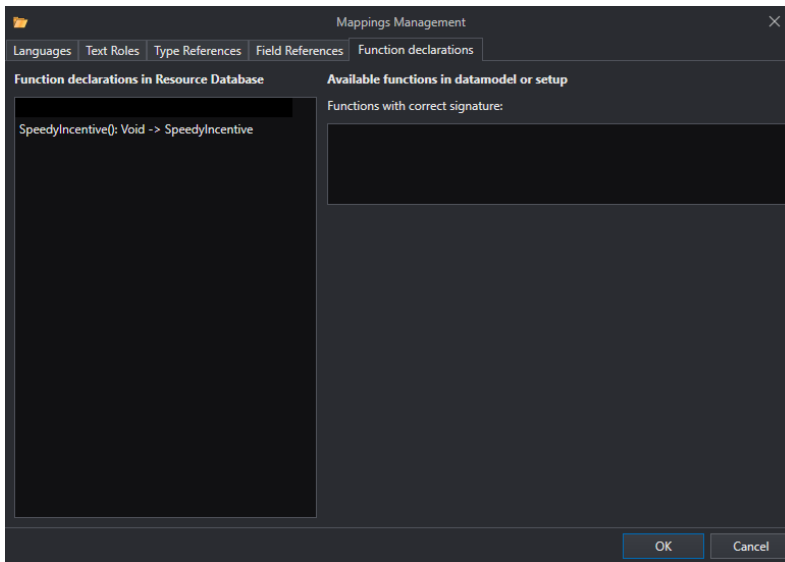 Mappings Management
Languages Text Roles Type References Field References Function declarations
Function declarations in Resource Database
SpeedyIncentive(): Void -> SpeedyIncentive
Available functions in datamodel or setup
Functions with correct signature:
OK Cancel